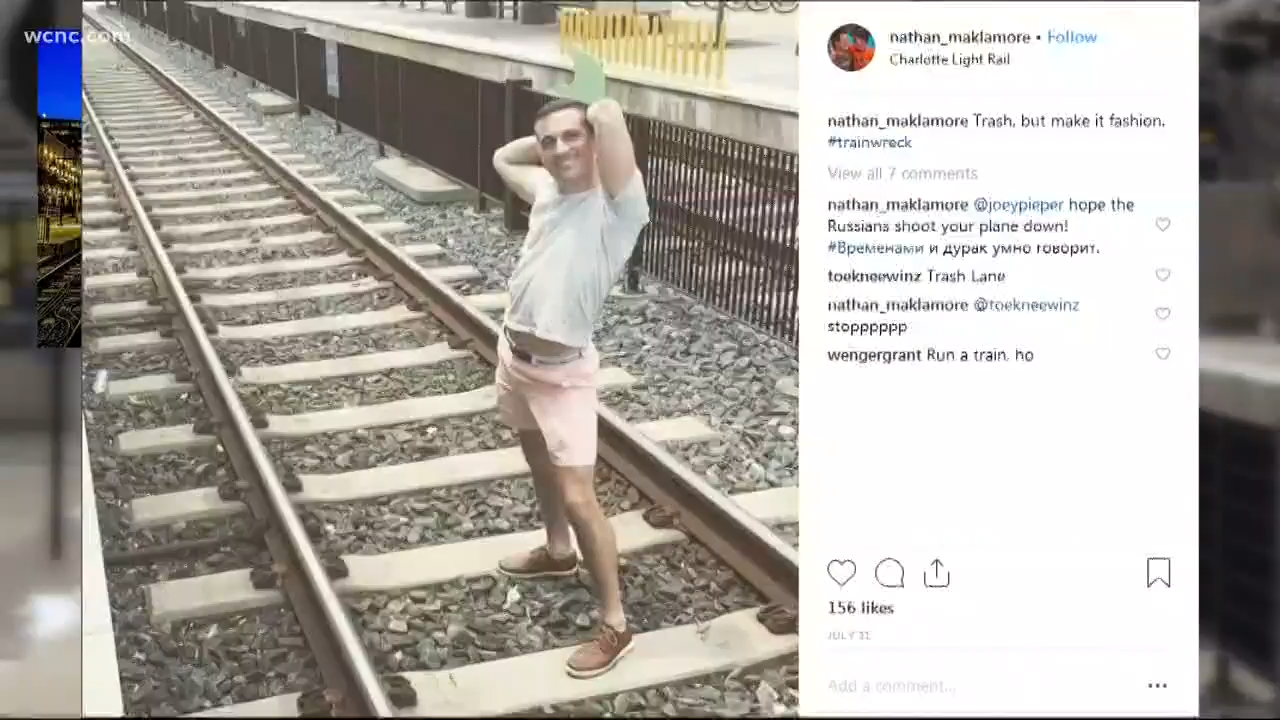 wcnc.com
nathan_maklamore • Follow
Charlotte Light Rail
nathan_maklamore Trash, but make it fashion.
#trainwreck
View all 7 comments
nathan_maklamore @joeypieper hope the
Russians shoot your plane down!
#Временами и дурак умно говорит.
toekneewinz Trash Lane
nathan_maklamore @toekneewinz
stopppppp
wengergrant Run a train, ho
156 likes
JULY 31
Add a comment...